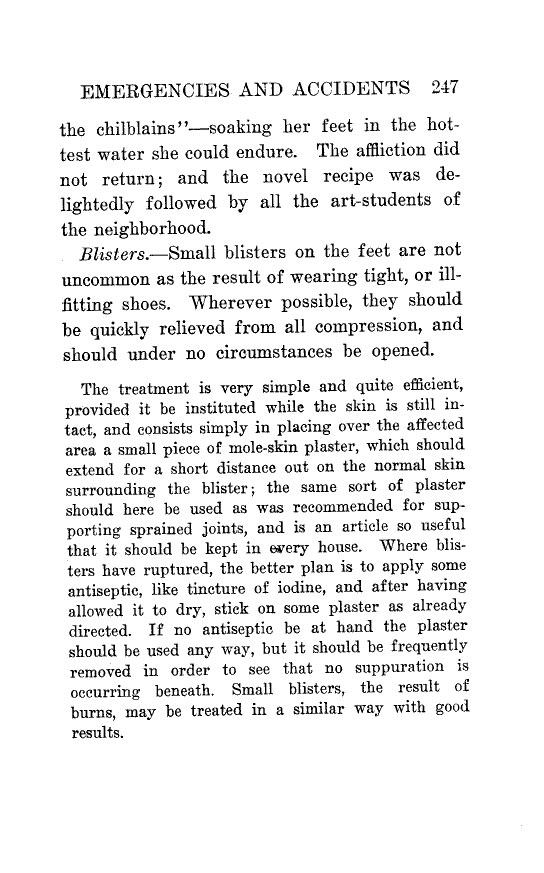 EMERGENCIES AND ACCIDENTS 247
the chilblains"—soaking her feet in the hot-
test water she could endure. The affliction did
not return; and the novel recipe was de-
lightedly followed by all the art-students of
the neighborhood.
Blisters.—Small blisters on the feet are not
uncommon as the result of wearing tight, or ill-
fitting shoes. Wherever possible, they should
be quickly relieved from all compression, and
should under no circumstances be opened.
The treatment is very simple and quite efficient,
provided it be instituted while the skin is still in-
tact, and consists simply in placing over the affected
area a small piece of mole-skin plaster, which should
extend for a short distance out on the normal skin
surrounding the blister; the same sort of plaster
should here be used as was recommended for sup-
porting sprained joints, and is an article so useful
that it should be kept in every house. Where blis-
ters have ruptured, the better plan is to apply some
antiseptic, like tincture of iodine, and after having
allowed it to dry, stick on some plaster as already
directed. If no antiseptic be at hand the plaster
should be used any way, but it should be frequently
removed in order to see that no suppuration is
occurring beneath. Small blisters, the result of
burns, may be treated in a similar way with good
results.